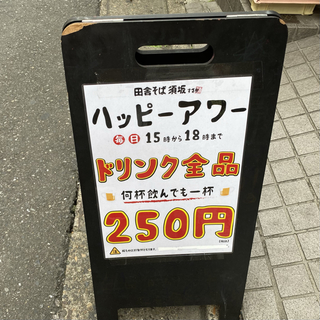 田舎そば 須坂
ハッピーアワー
毎日 15時から18時まで
ドリンク全品
何杯飲んでも一杯
250円